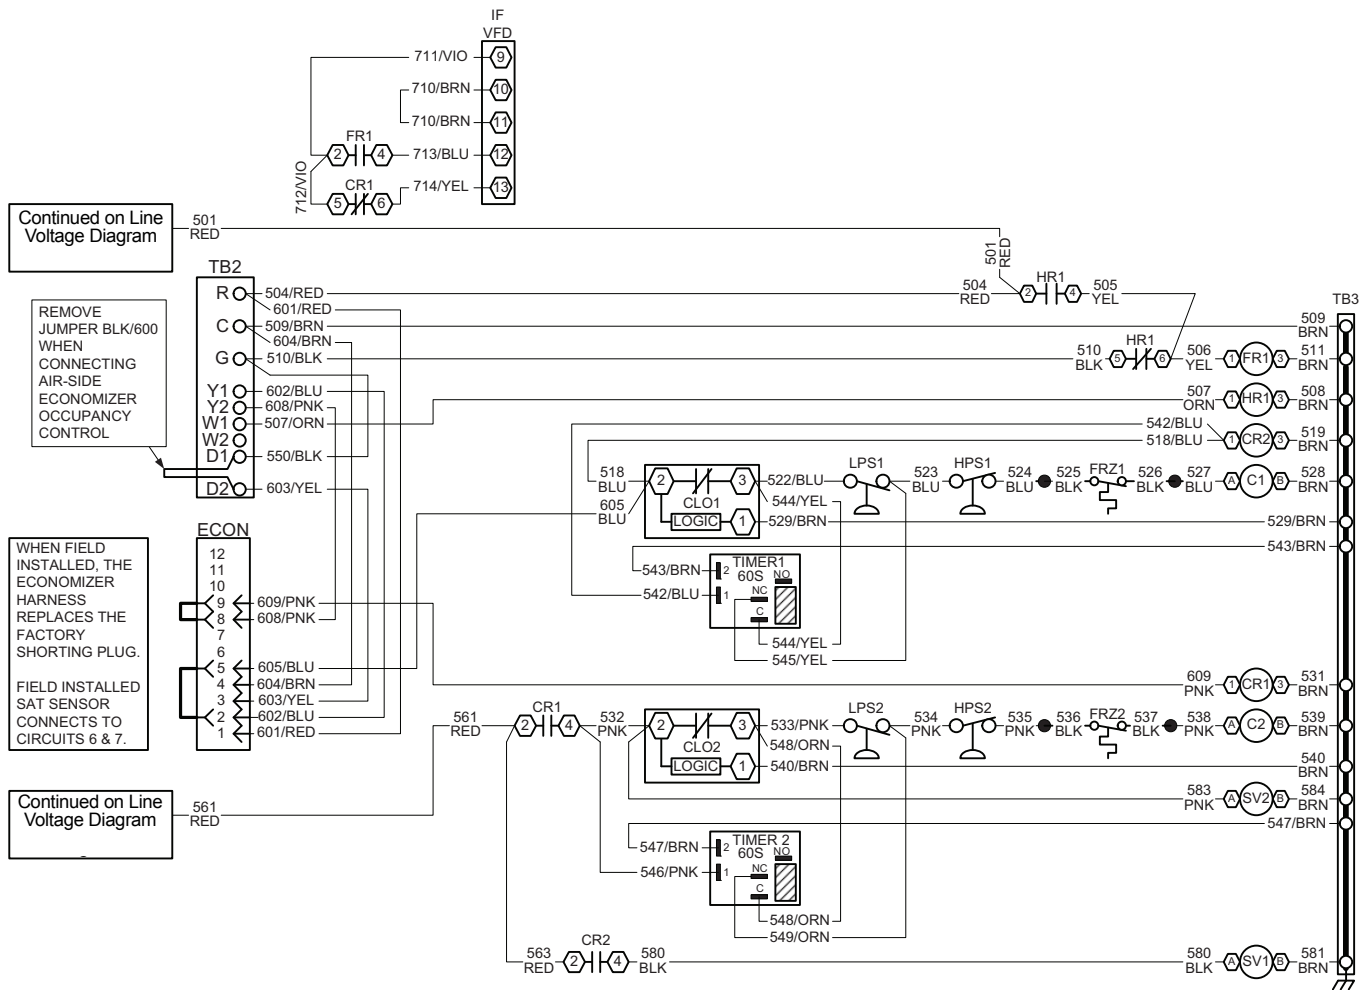 IF
VFD
711/VIO 9
710/BRN 10
710/BRN 11
FR1
2 4 713/BLU 12
712/VIO
CR1
5 6 714/YEL 13
Continued on Line
Voltage Diagram
501
RED
501
RED
TB2
R 504/RED
601/RED
504
RED
HR1
2 4
505
YEL
TB3
C 509/BRN
604/BRN
509
BRN
G 510/BLK
510
BLK
HR1
5 6
506
YEL
1 FR1 3
511
BRN
Y1 602/BLU
Y2 608/PNK
W1 507/ORN
W2
D1 550/BLK
D2 603/YEL
507
ORN
1 HR1 3
508
BRN
542/BLU
518/BLU
1 CR2 3
519
BRN
REMOVE
JUMPER BLK/600
WHEN
CONNECTING
AIR-SIDE
ECONOMIZER
OCCUPANCY
CONTROL
518
BLU
605
BLU
2 3
CLO1
LOGIC 1
522/BLU
544/YEL
529/BRN
LPS1
523
BLU
HPS1
524
BLU
525
BLK
FRZ1
526
BLK
527
BLU
A C1 B
528
BRN
529/BRN
543/BRN
543/BRN 2
542/BLU 1
TIMER1
60S
NO
NC
C
544/YEL
545/YEL
WHEN FIELD
INSTALLED, THE
ECONOMIZER
HARNESS
REPLACES THE
FACTORY
SHORTING PLUG.
FIELD INSTALLED
SAT SENSOR
CONNECTS TO
CIRCUITS 6 & 7.
ECON
12
11
10
9 609/PNK
8 608/PNK
7
6
5 605/BLU
4 604/BRN
3 603/YEL
2 602/BLU
1 601/RED
609
PNK
1 CR1 3
531
BRN
561
RED
CR1
2 4
532
PNK
2 3
CLO2
LOGIC 1
533/PNK
548/ORN
540/BRN
LPS2
534
PNK
HPS2
535
PNK
536
BLK
FRZ2
537
BLK
538
PNK
A C2 B
539
BRN
540
BRN
583
PNK
A SV2 B
584
BRN
547/BRN
Continued on Line
Voltage Diagram
-
561
RED
547/BRN 2
546/PNK 1
TIMER 2
60S
NO
NC
C
548/ORN
549/ORN
563
RED
CR2
2 4
580
BLK
580
BLK
A SV1 B
581
BRN